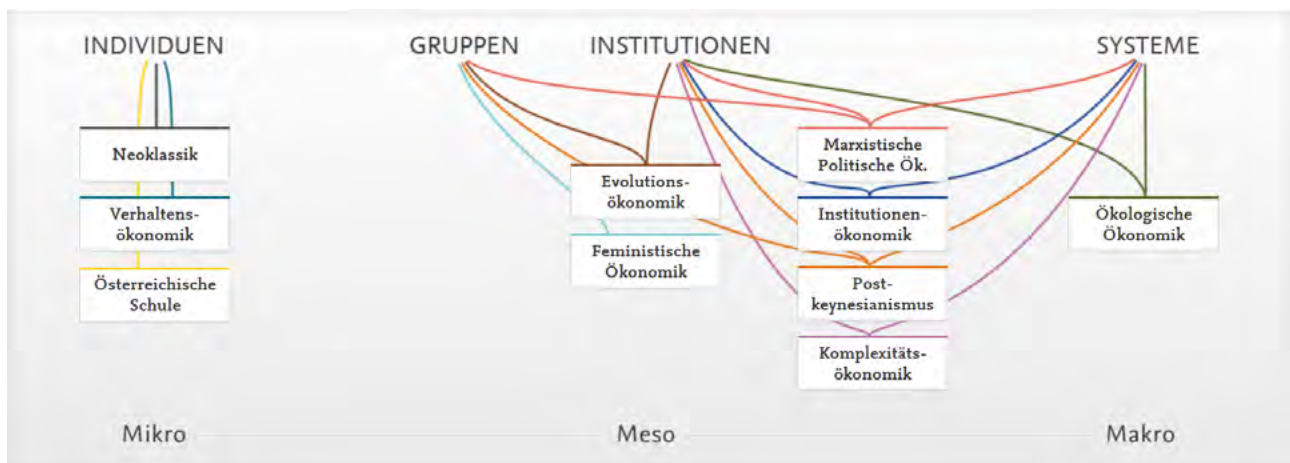 INDIVIDUEN
GRUPPEN
INSTITUTIONEN
SYSTEME
Neoklassik
Verhaltens-
ökonomik
Österreichische
Schule
Evolutions-
ökonomik
Feministische
Ökonomik
Marxistische
Politische Ök.
Institutionen-
ökonomik
Post-
keynesianismus
Komplexitäts-
ökonomik
Ökologische
Ökonomik
Mikro
Meso
Makro